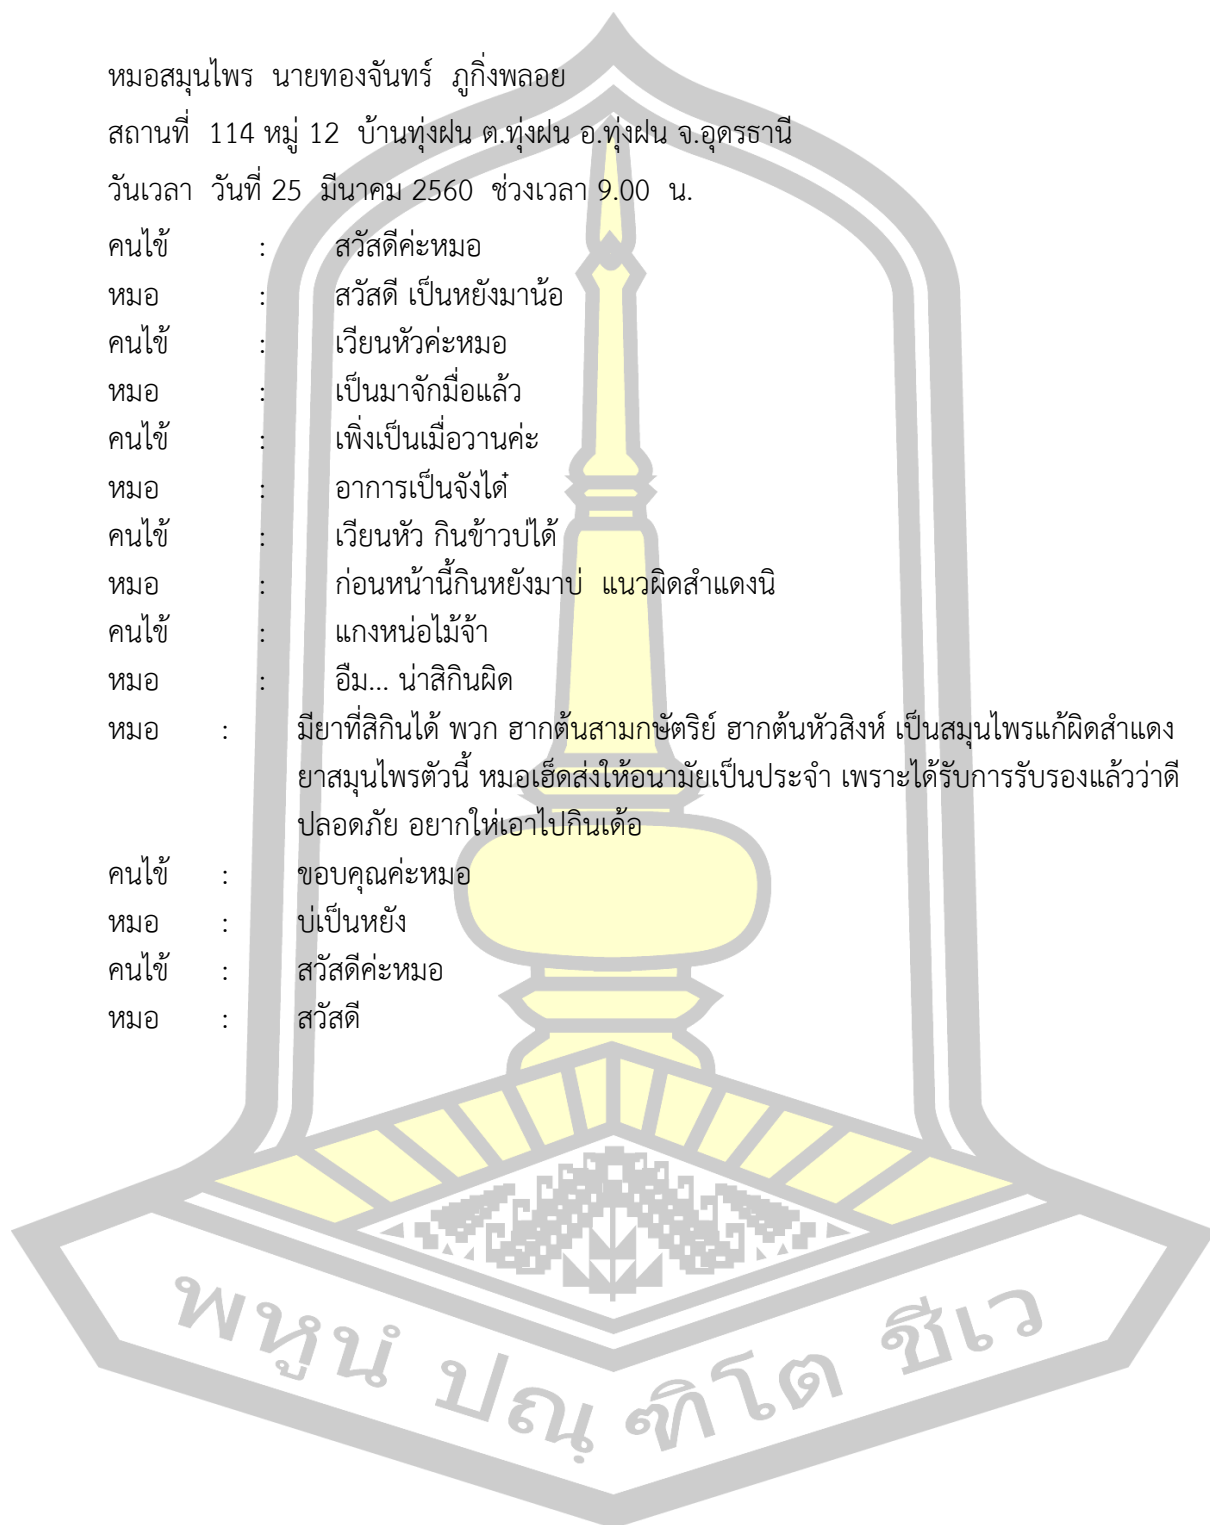 หมอสมุนไพร นายทองจันทร์ ภูกิ่งพลอย
สถานที่ 114 หมู่ 12 บ้านทุ่งฝน ต.ทุ่งฝน อ.ทุ่งฝน จ.อุดรธานี
วันเวลา วันที่ 25 มีนาคม 2560 ช่วงเวลา 9.00 น.
คนไข้ : สวัสดีค่ะหมอ
หมอ : สวัสดี เป็นหยังมาน้อ
คนไข้ : เวียนหัวค่ะหมอ
หมอ : เป็นมาจักมื่อแล้ว
คนไข้ : เพิ่งเป็นเมื่อวานค่ะ
หมอ : อาการเป็นจังได๋
คนไข้ : เวียนหัว กินข้าวบ่ได้
หมอ : ก่อนหน้านี้กินหยังมาบ่ แนวผิดสำแดงนิ
คนไข้ : แกงหน่อไม้จ้า
หมอ : อืม... น่าสิกินผิด
หมอ : มียาที่สิกินได้ พวก ฮากต้นสามกษัตริย์ ฮากต้นหัวสิงห์ เป็นสมุนไพรแก้ผิดสำแดง
ยาสมุนไพรตัวนี้ หมอเฮ็ดส่งให้อนามัยเป็นประจำ เพราะได้รับการรับรองแล้วว่าดี
ปลอดภัย อยากให่เอาไปกินเด้อ
คนไข้ : ขอบคุณค่ะหมอ
หมอ : บ่เป็นหยัง
คนไข้ : สวัสดีค่ะหมอ
หมอ : สวัสดี
พหูนํ ปณฺฑิโต ชีเว